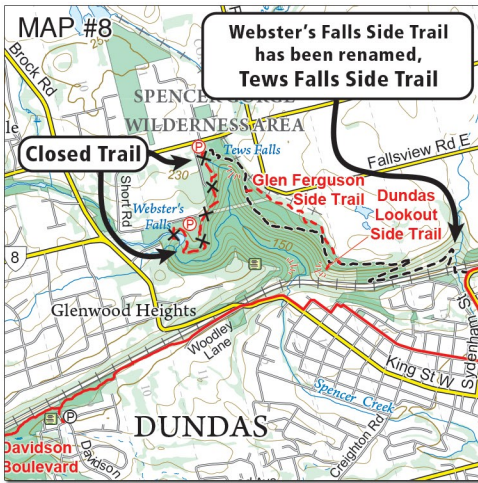 MAP #8
Webster's Falls Side Trail
has been renamed,
Tews Falls Side Trail
Brock Rd
SPENCER GORGE
WILDERNESS AREA
P
Tews Falls
Closed Trail
230
Fallsview Rd E
Glen Ferguson
Side Trail
Dundas
Lookout
Side Trail
Short Rd
Webster's
Falls
P
150
8
Glenwood Heights
Woodley
Lane
Sydenham St
King St W
Spencer Creek
DUNDAS
P
Creighton Rd
Davidson
Boulevard
Davidson